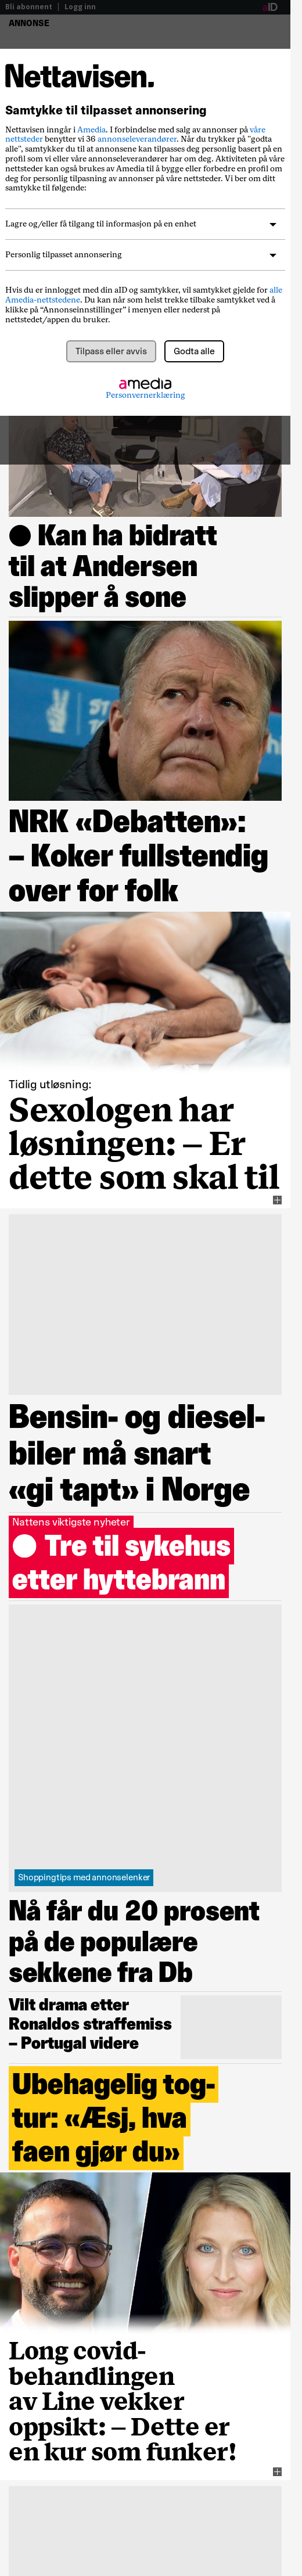 Bli abonnent | Logg inn
aID
ANNONSE
Nettavisen.
Samtykke til tilpasset annonsering
Nettavisen inngår i Amedia. I forbindelse med salg av annonser på våre
nettsteder benytter vi 36 annonseleverandører. Når du trykker på "godta
alle", samtykker du til at annonsene kan tilpasses deg personlig basert på en
profil som vi eller våre annonseleverandører har om deg. Aktiviteten på våre
nettsteder kan også brukes av Amedia til å bygge eller forbedre en profil om
deg for personlig tilpasning av annonser på våre nettsteder. Vi ber om ditt
samtykke til følgende:
Lagre og/eller få tilgang til informasjon på en enhet
Personlig tilpasset annonsering
Hvis du er innlogget med din aID og samtykker, vil samtykket gjelde for alle
Amedia-nettstedene. Du kan når som helst trekke tilbake samtykket ved å
klikke på “Annonseinnstillinger” i menyen eller nederst på
nettstedet/appen du bruker.
Tilpass eller avvis
Godta alle
amedia
Personvernerklæring
● Kan ha bidratt
til at Andersen
slipper å sone
NRK «Debatten»:
– Koker fullstendig
over for folk
Tidlig utløsning:
Sexologen har
løsningen: – Er
dette som skal til
Bensin- og diesel-
biler må snart
«gi tapt» i Norge
Nattens viktigste nyheter
● Tre til sykehus
etter hyttebrann
Shoppingtips med annonselenker
Nå får du 20 prosent
på de populære
sekkene fra Db
Vilt drama etter
Ronaldos straffemiss
– Portugal videre
Ubehagelig tog-
tur: «Æsj, hva
faen gjør du»
Long covid-
behandlingen
av Line vekker
oppsikt: – Dette er
en kur som funker!